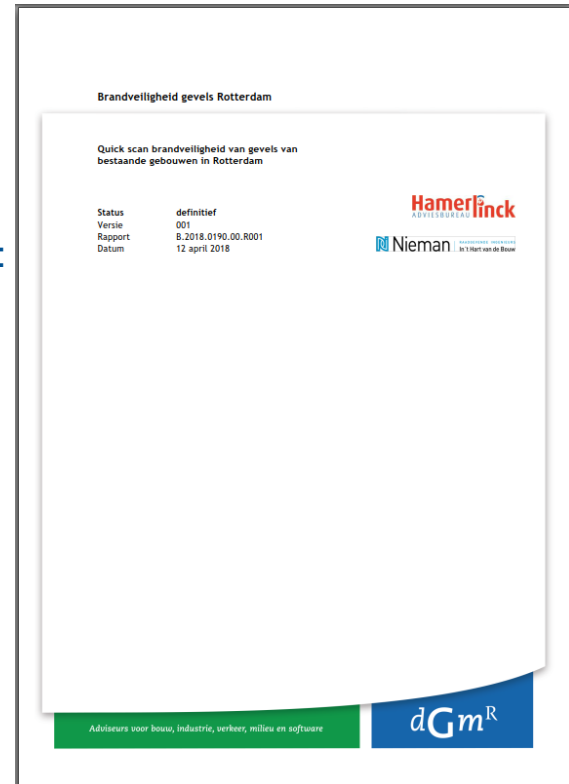 Brandveiligheid gevels Rotterdam
Quick scan brandveiligheid van gevels van
bestaande gebouwen in Rotterdam
Status definitief
Versie 001
Rapport B.2018.0190.00.R001
Datum 12 april 2018
Hamerlinck
ADVIESBUREAU
Nieman
RAADGEVENDE INGENIEURS
In 't Hart van de Bouw
Adviseurs voor bouw, industrie, verkeer, milieu en software
dGmR